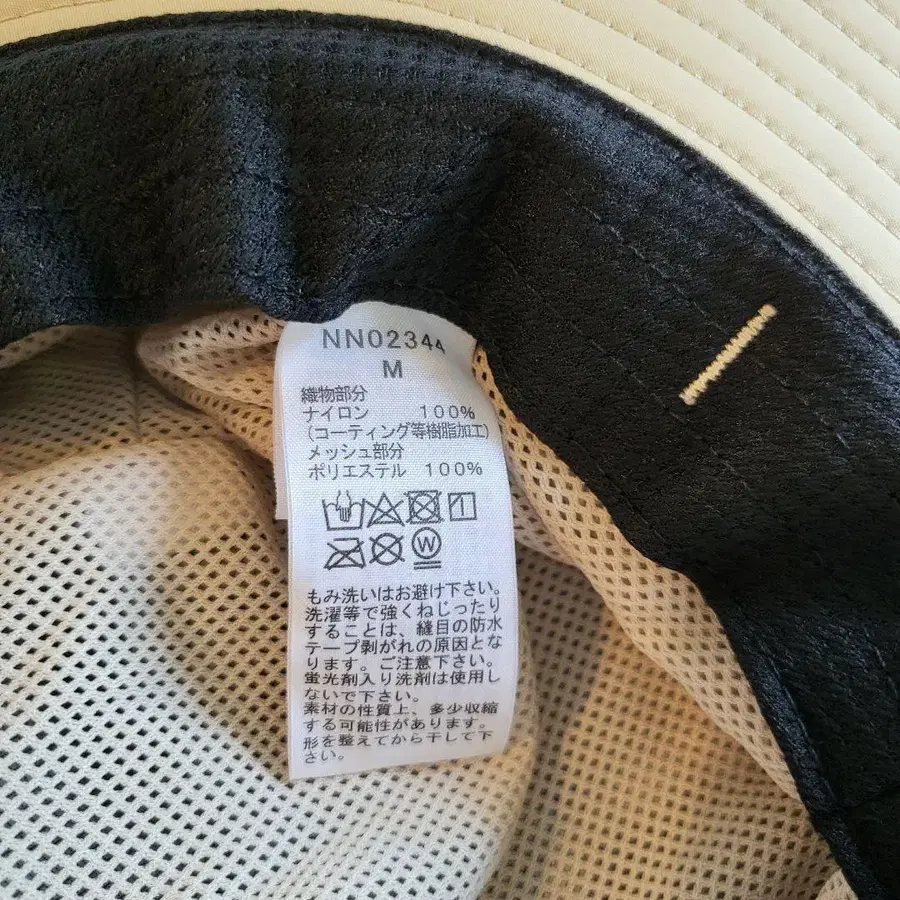 NN02344
M
織物部分
ナイロン 100%
(コーティング等樹脂加工)
メッシュ部分
ポリエステル 100%
W
もみ洗いはお避け下さい。
洗濯等で強くねじったり
することは、縫目の防水
テープ剥がれの原因とな
ります。ご注意下さい。
蛍光剤入り洗剤は使用し
ないで下さい。
素材の性質上、多少収縮
する可能性があります。
形を整えてから干して下
さい。